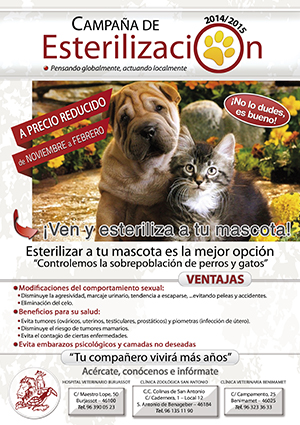 CAMPAÑA DE
2014/2015
Esterilización
Pensando globalmente, actuando localmente
A PRECIO REDUCIDO
de NOVIEMBRE a FEBRERO
¡No lo dudes,
es bueno!
¡Ven y esteriliza a tu mascota!
Esterilizar a tu mascota es la mejor opción
“Controlemos la sobrepoblación de perros y gatos”
VENTAJAS
Modificaciones del comportamiento sexual:
Disminuye la agresividad, marcaje urinario, tendencia a escaparse, ...evitando peleas y accidentes.
Eliminación del celo.
Beneficios para su salud:
Evita tumores (ováricos, uterinos, testiculares, prostáticos) y piometras (infección de útero).
Disminuye el riesgo de tumores mamarios.
Evita el contagio de ciertas enfermedades.
Evita embarazos psicológicos y camadas no deseadas
“Tu compañero vivirá más años”
Acércate, conócenos e infórmate
HOSPITAL VETERINARIO BURJASSOT
C/ Maestro Lope, 50
Burjassot - 46100
Tel. 96 390 05 23
CLÍNICA ZOOLÓGICA SAN ANTONIO
C.C. Colinas de San Antonio
C/ Cadernera, 1 - Local 12
S. Antonio de Benageber - 46184
Tel. 96 135 11 90
CLÍNICA VETERINARIA BENIMAMET
C/ Campamento, 25
Benimamet - 46025
Tel. 96 323 36 33